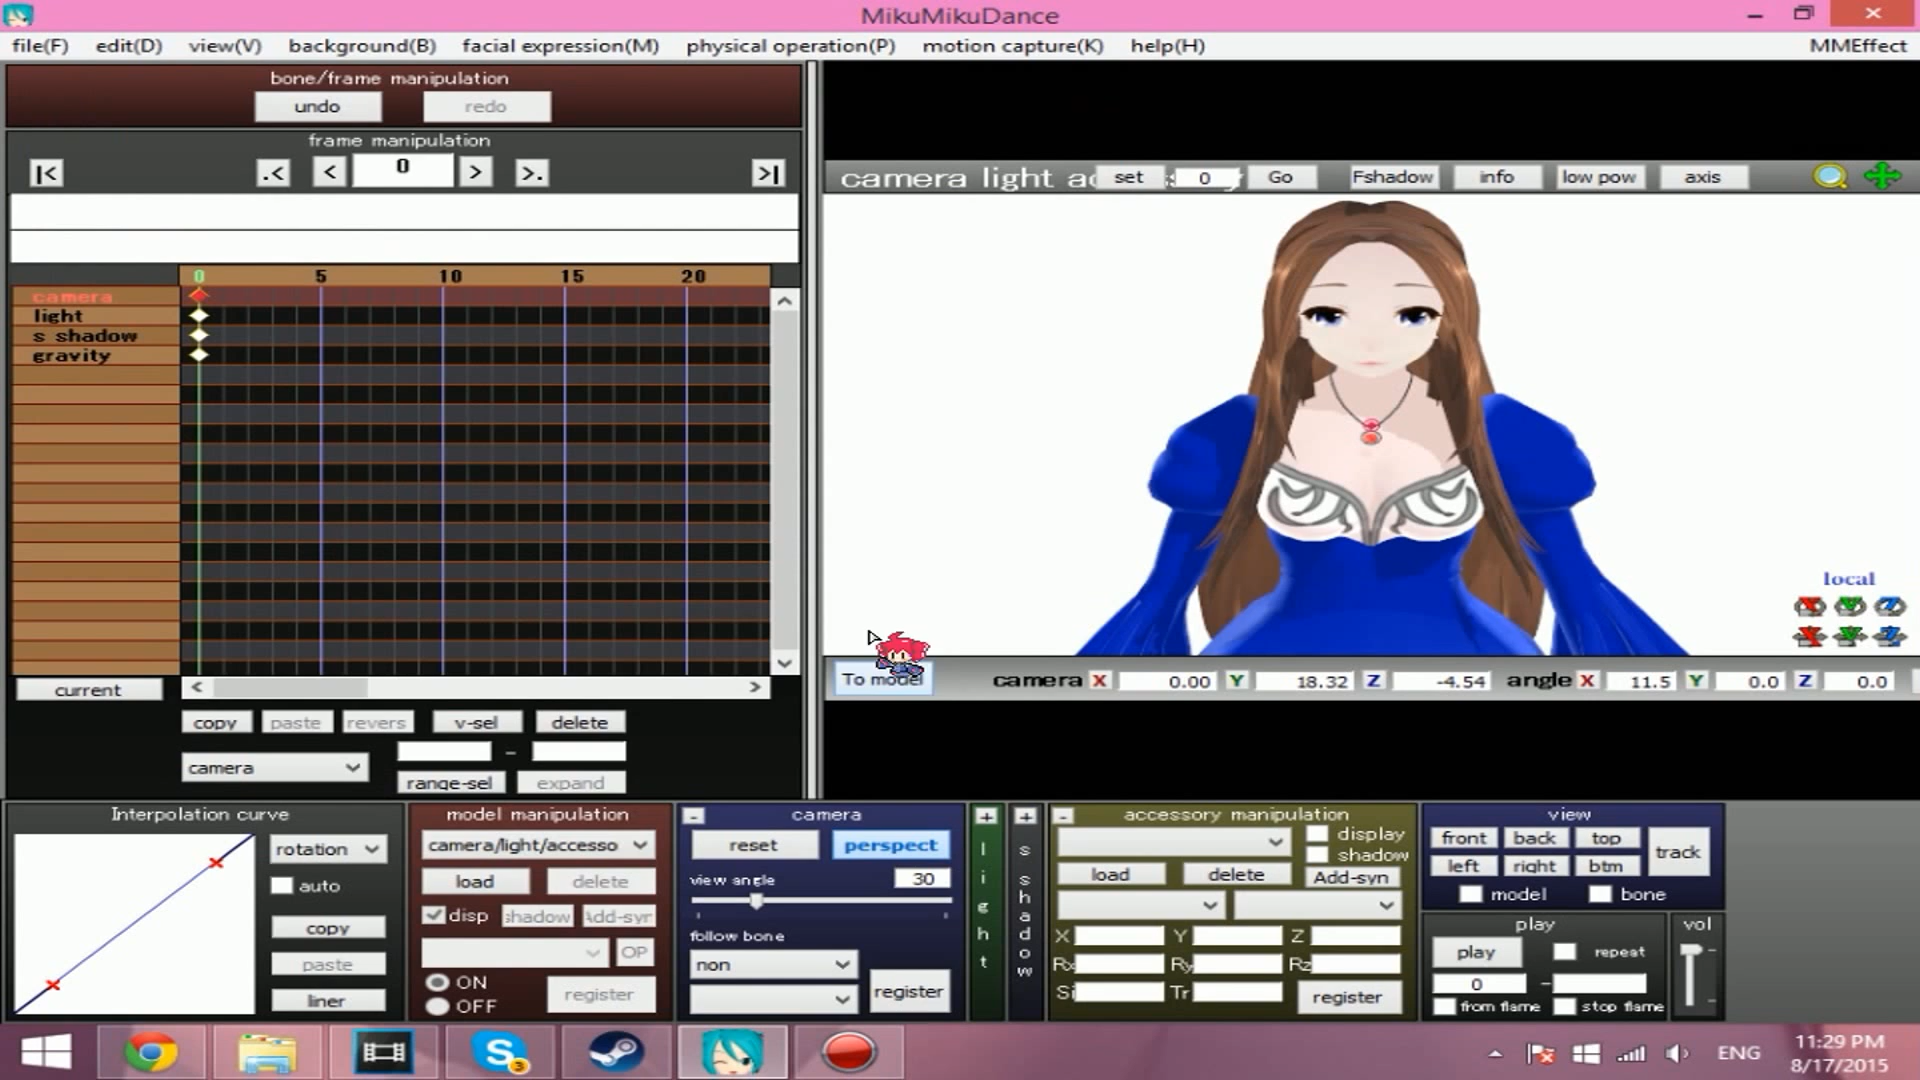 MikuMikuDance
file(F) edit(D) view(V) background(B) facial expression(M) physical operation(P) motion capture(K) help(H) MMEffect
bone/frame manipulation
undo redo
frame manipulation
|< .< < 0 > >. >|
camera light ac set 0 Go Fshadow info low pow axis
0 5 10 15 20
camera
light
s shadow
gravity
local
To model camera X 0.00 Y 18.32 Z -4.54 angle X 11.5 Y 0.0 Z 0.0
current
copy paste revers v-sel delete
camera -
range-sel expand
Interpolation curve
rotation
auto
copy
paste
liner
model manipulation
camera/light/accesso
load delete
disp shadow Add-syn
OP
ON
OFF
register
- camera
reset perspect
view angle 30
follow bone
non
register
+
light
+
s shadow
- accessory manipulation
display
shadow
load delete Add-syn
X Y Z
Rx Ry Rz
Si Tr register
view
front back top
left right btm
track
model bone
play
play repeat
0 -
from flame stop flame
vol
3
ENG
11:29 PM
8/17/2015